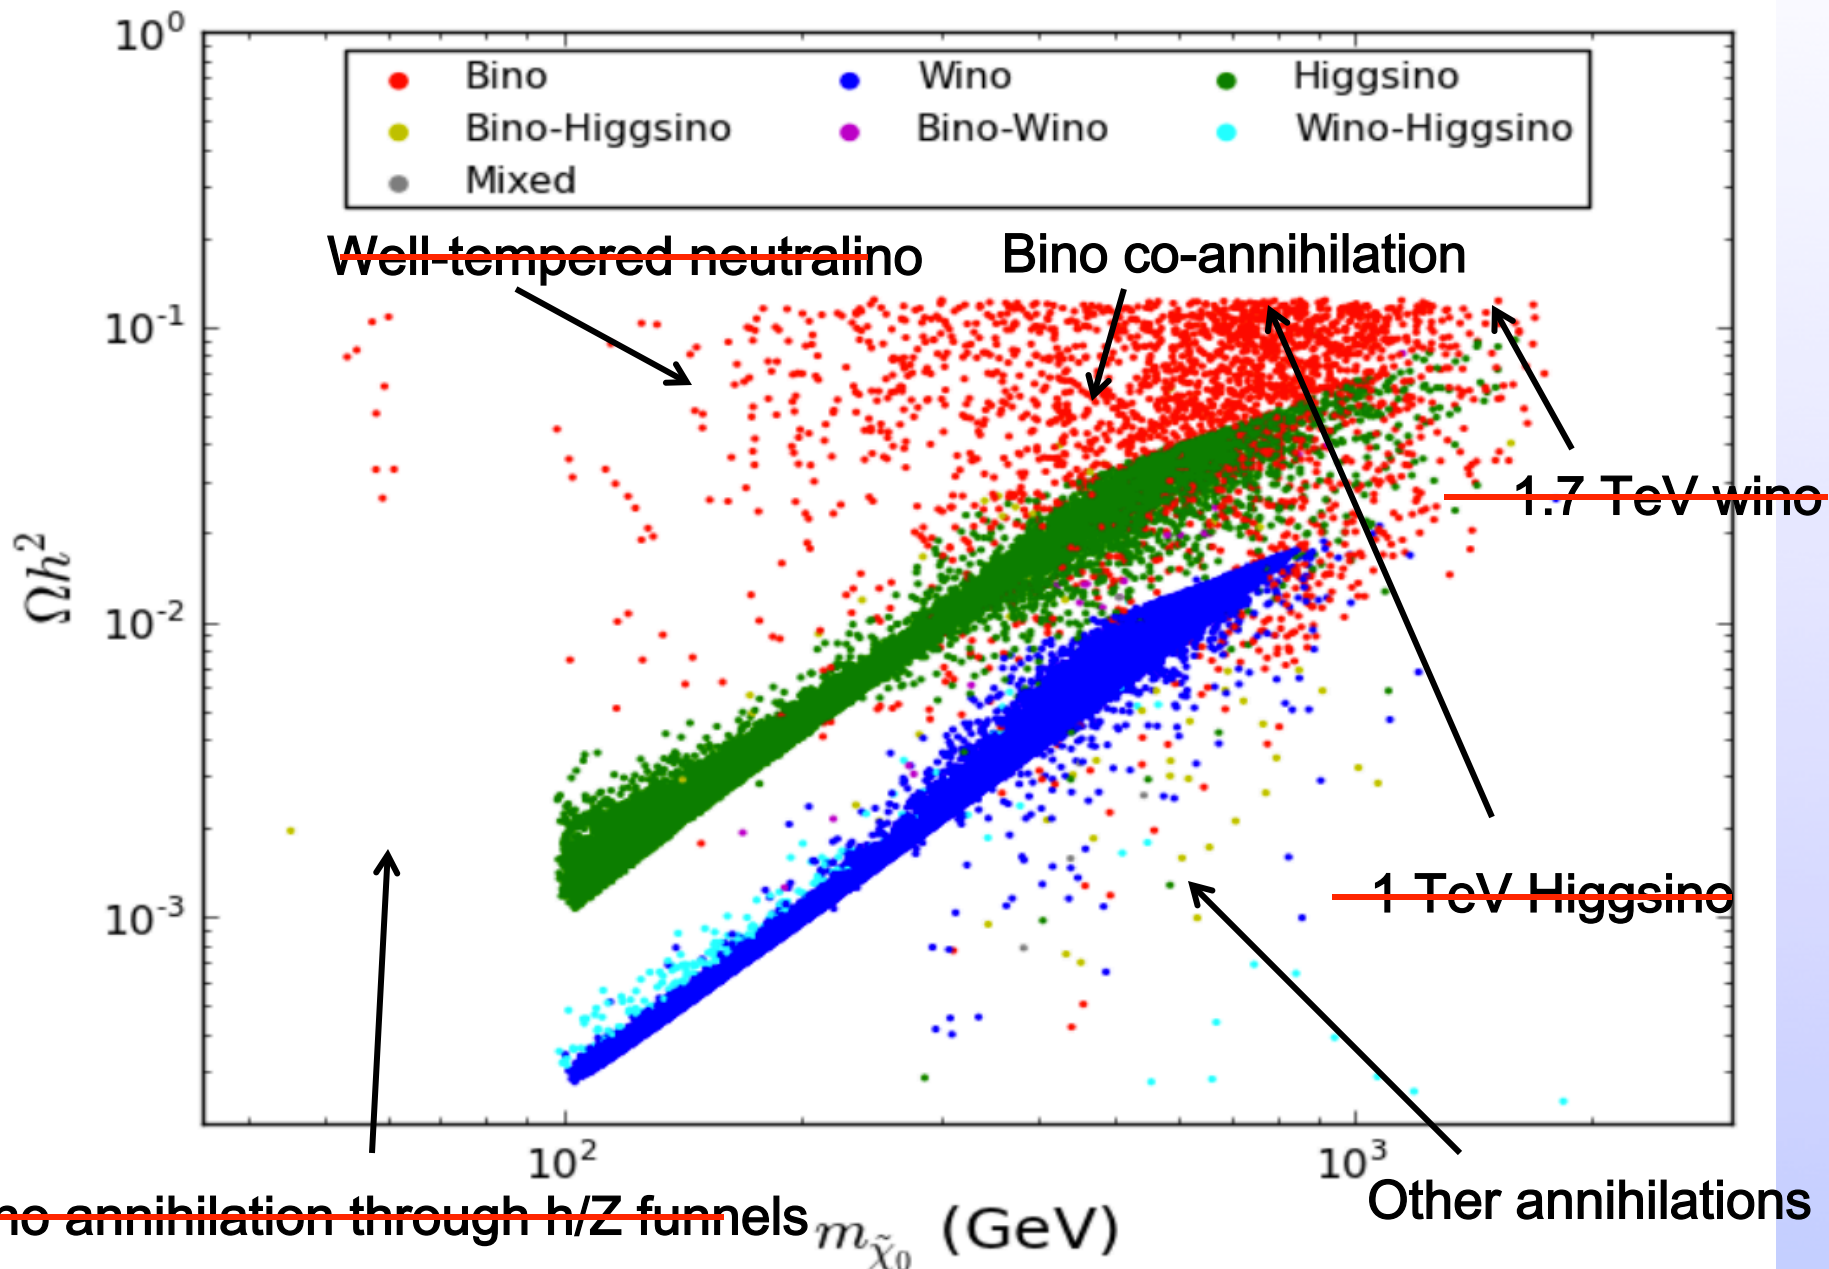 10⁰
Bino Wino Higgsino
Bino-Higgsino Bino-Wino Wino-Higgsino
Mixed
Well-tempered neutralino Bino co-annihilation
10⁻¹
1.7 TeV wino
Ωh²
10⁻²
1 TeV Higgsino
10⁻³
10² 10³
Other annihilations
no annihilation through h/Z funnels
m_χ̃₀ (GeV)